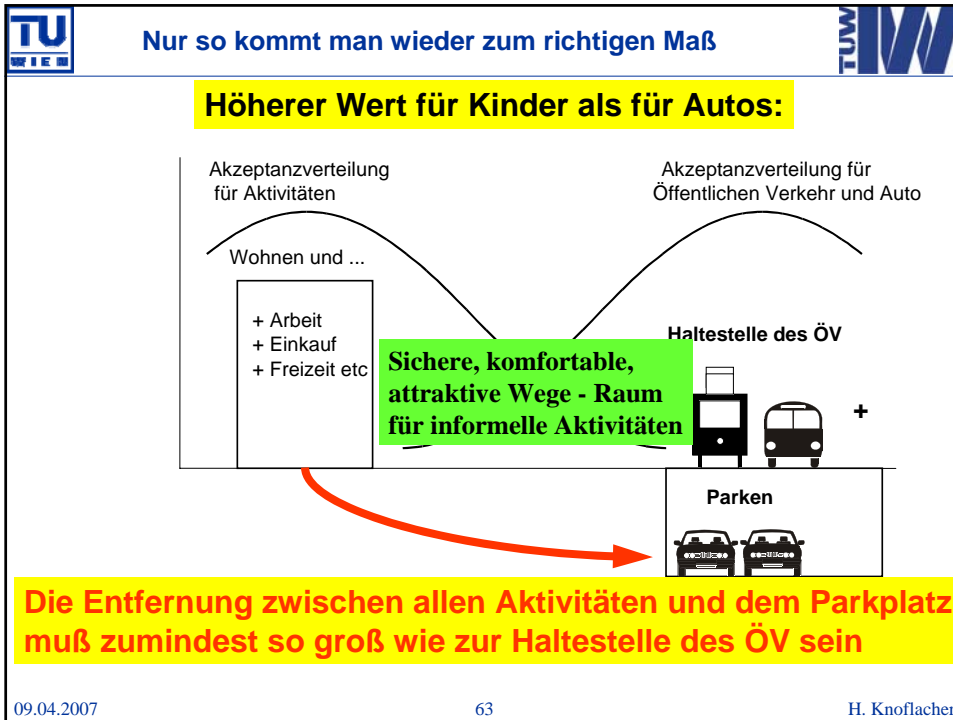 TU
WIEN
Nur so kommt man wieder zum richtigen Maß
TUW
IVV
Höherer Wert für Kinder als für Autos:
Akzeptanzverteilung
für Aktivitäten
Akzeptanzverteilung für
Öffentlichen Verkehr und Auto
Wohnen und ...
+ Arbeit
+ Einkauf
+ Freizeit etc
Sichere, komfortable,
attraktive Wege - Raum
für informelle Aktivitäten
Haltestelle des ÖV
+
Parken
Die Entfernung zwischen allen Aktivitäten und dem Parkplatz
muß zumindest so groß wie zur Haltestelle des ÖV sein
09.04.2007
63
H. Knoflacher